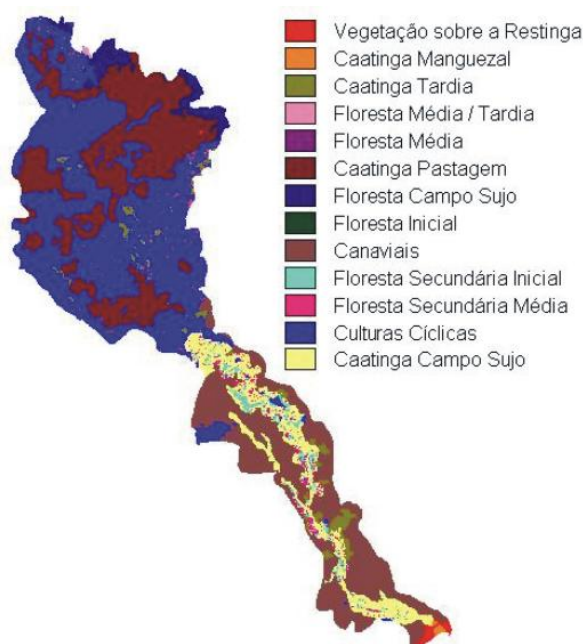 Vegetação sobre a Restinga
Caatinga Manguezal
Caatinga Tardia
Floresta Média / Tardia
Floresta Média
Caatinga Pastagem
Floresta Campo Sujo
Floresta Inicial
Canaviais
Floresta Secundária Inicial
Floresta Secundária Média
Culturas Cíclicas
Caatinga Campo Sujo